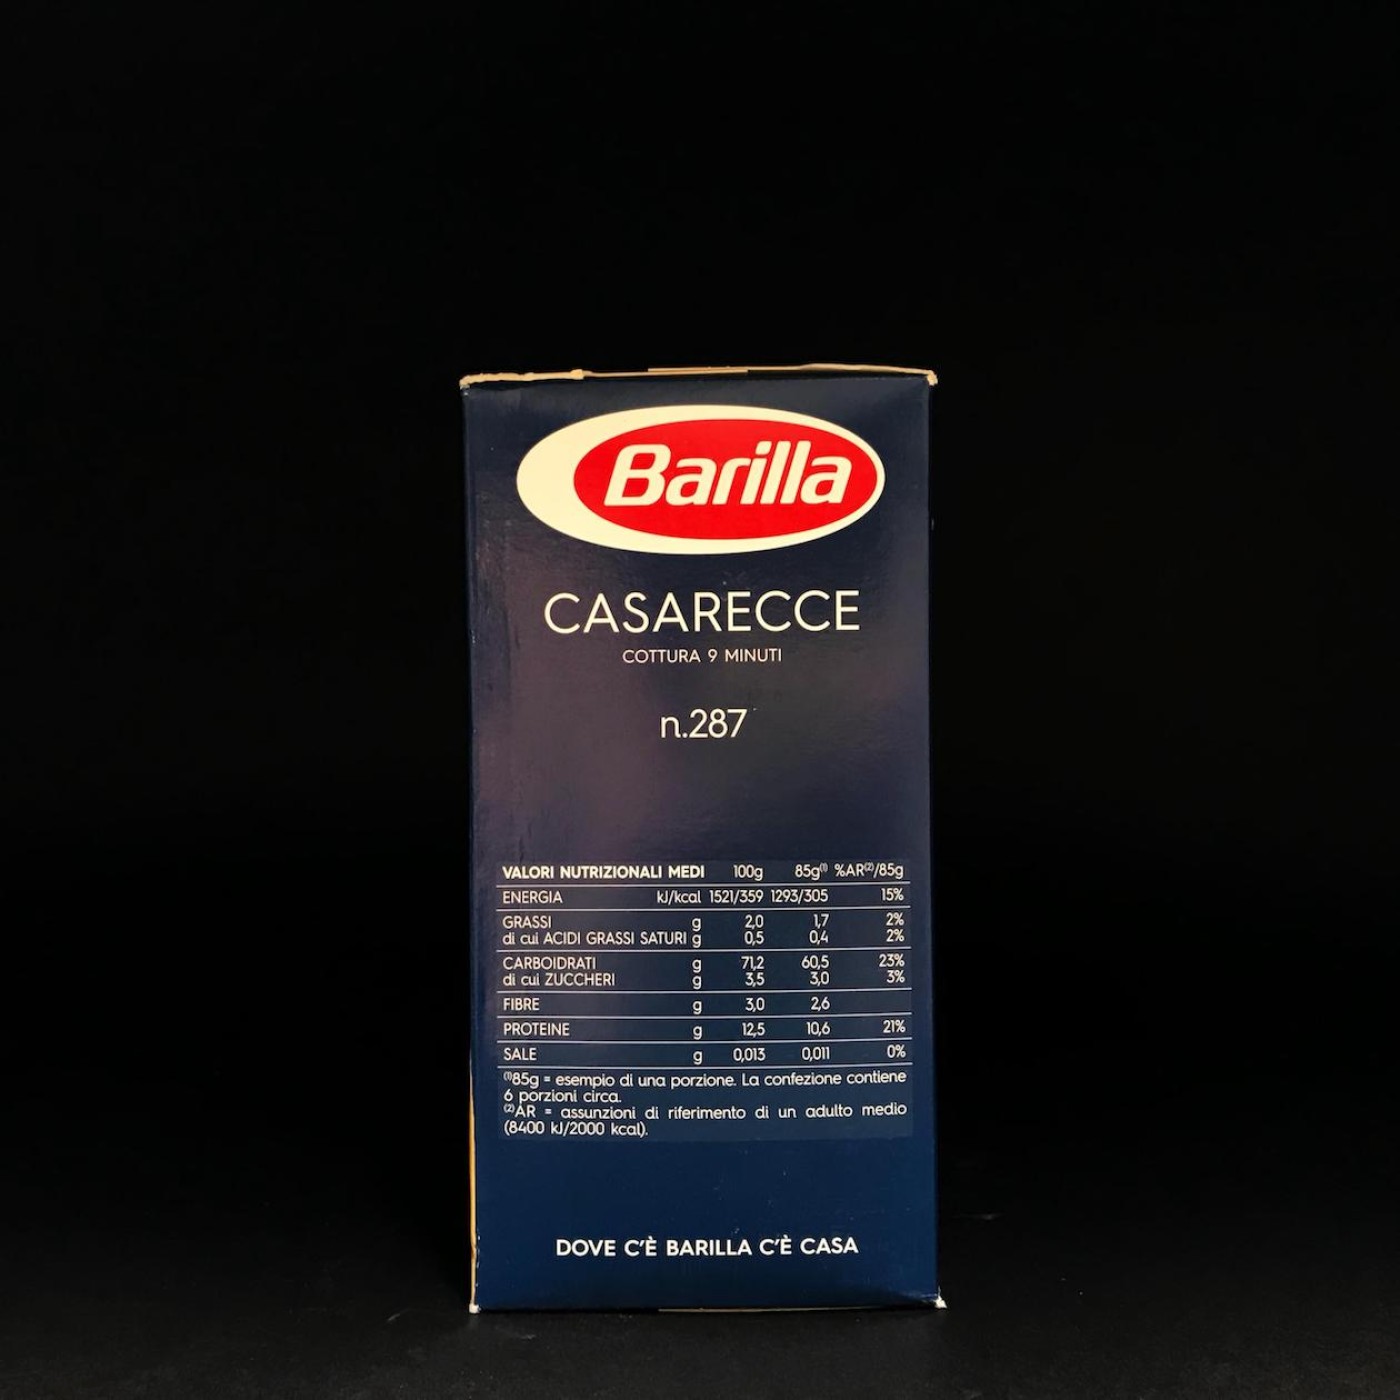 Barilla
CASARECCE
COTTURA 9 MINUTI
n.287
VALORI NUTRIZIONALI MEDI 100g 85g⁽¹⁾ %AR⁽²⁾/85g
ENERGIA kJ/kcal 1521/359 1293/305 15%
GRASSI g 2,0 1,7 2%
di cui ACIDI GRASSI SATURI g 0,5 0,4 2%
CARBOIDRATI g 71,2 60,5 23%
di cui ZUCCHERI g 3,5 3,0 3%
FIBRE g 3,0 2,6
PROTEINE g 12,5 10,6 21%
SALE g 0,013 0,011 0%
⁽¹⁾85g = esempio di una porzione. La confezione contiene
6 porzioni circa.
⁽²⁾AR = assunzioni di riferimento di un adulto medio
(8400 kJ/2000 kcal).
DOVE C'È BARILLA C'È CASA